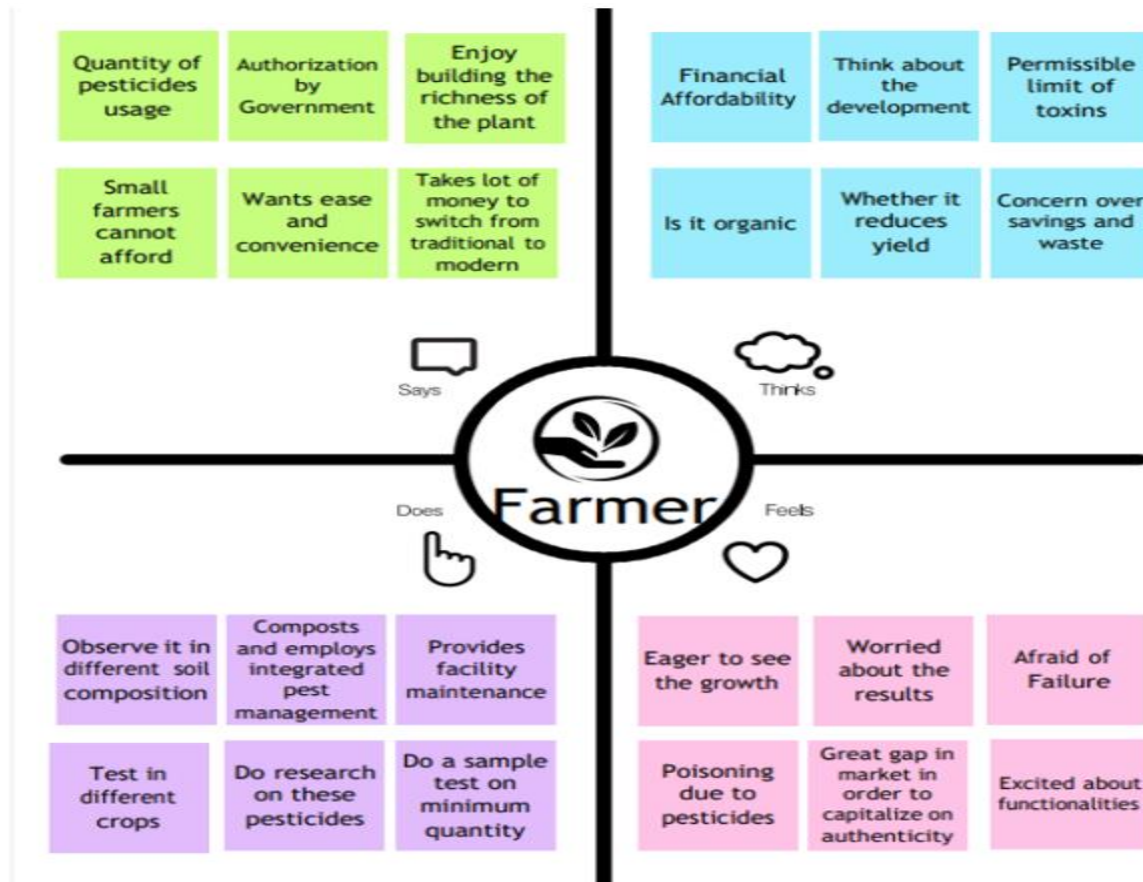 Quantity of
pesticides
usage
Authorization
by
Government
Enjoy
building the
richness of
the plant
Small
farmers
cannot
afford
Wants ease
and
convenience
Takes lot of
money to
switch from
traditional to
modern
Financial
Affordability
Think about
the
development
Permissible
limit of
toxins
Is it organic
Whether it
reduces
yield
Concern over
savings and
waste
Says
Thinks
Farmer
Does
Feels
Observe it in
different soil
composition
Composts
and employs
integrated
pest
management
Provides
facility
maintenance
Test in
different
crops
Do research
on these
pesticides
Do a sample
test on
minimum
quantity
Eager to see
the growth
Worried
about the
results
Afraid of
Failure
Poisoning
due to
pesticides
Great gap in
market in
order to
capitalize on
authenticity
Excited about
functionalities